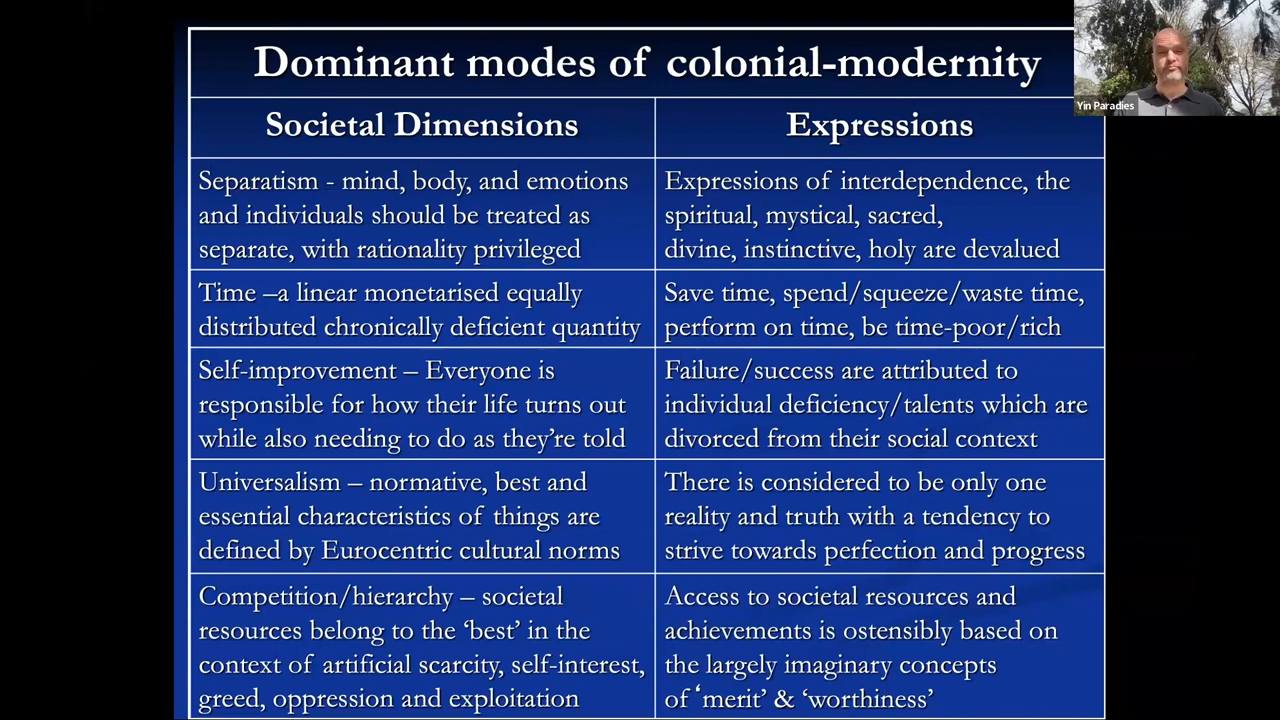 Dominant modes of colonial-modernity
Yin Paradies
Societal Dimensions
Expressions
Separatism - mind, body, and emotions
and individuals should be treated as
separate, with rationality privileged
Expressions of interdependence, the
spiritual, mystical, sacred,
divine, instinctive, holy are devalued
Time –a linear monetarised equally
distributed chronically deficient quantity
Save time, spend/squeeze/waste time,
perform on time, be time-poor/rich
Self-improvement – Everyone is
responsible for how their life turns out
while also needing to do as they’re told
Failure/success are attributed to
individual deficiency/talents which are
divorced from their social context
Universalism – normative, best and
essential characteristics of things are
defined by Eurocentric cultural norms
There is considered to be only one
reality and truth with a tendency to
strive towards perfection and progress
Competition/hierarchy – societal
resources belong to the ‘best’ in the
context of artificial scarcity, self-interest,
greed, oppression and exploitation
Access to societal resources and
achievements is ostensibly based on
the largely imaginary concepts
of ‘merit’ & ‘worthiness’